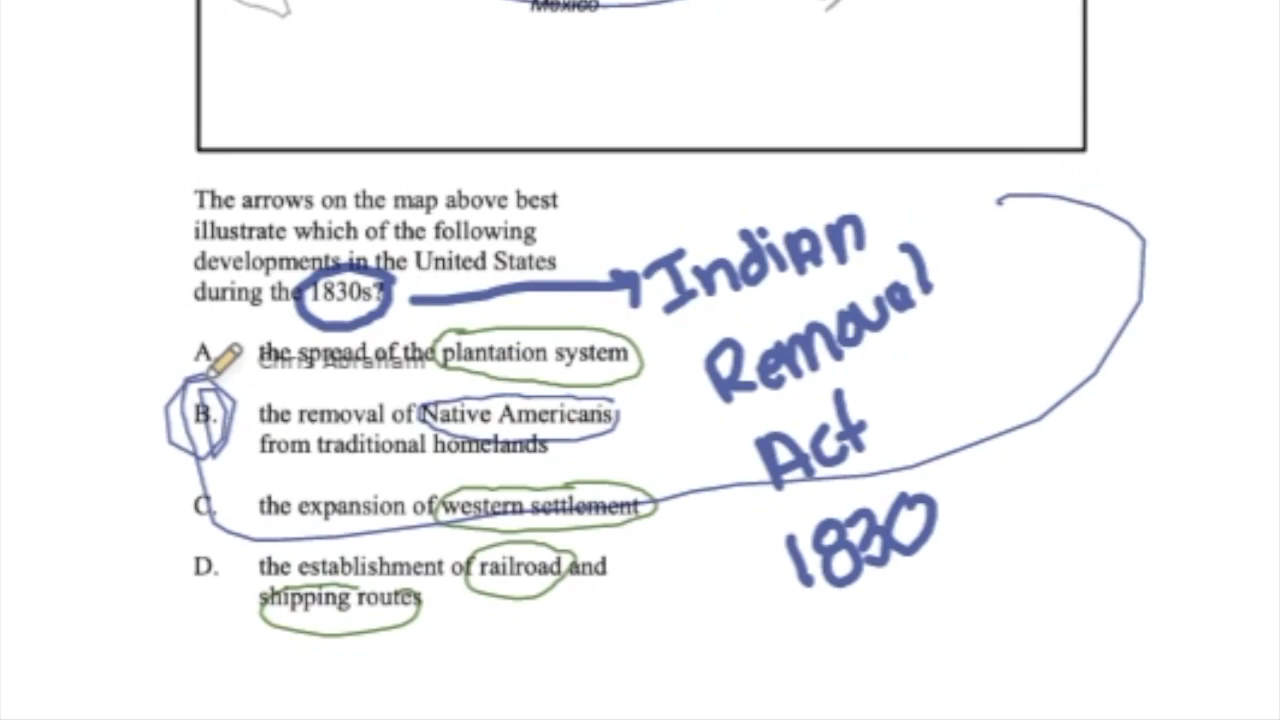 Mexico
The arrows on the map above best
illustrate which of the following
developments in the United States
during the 1830s?
A. the spread of the plantation system
Chris Abraham
B. the removal of Native Americans
from traditional homelands
C. the expansion of western settlement
D. the establishment of railroad and
shipping routes
Indian
Removal
Act
1830